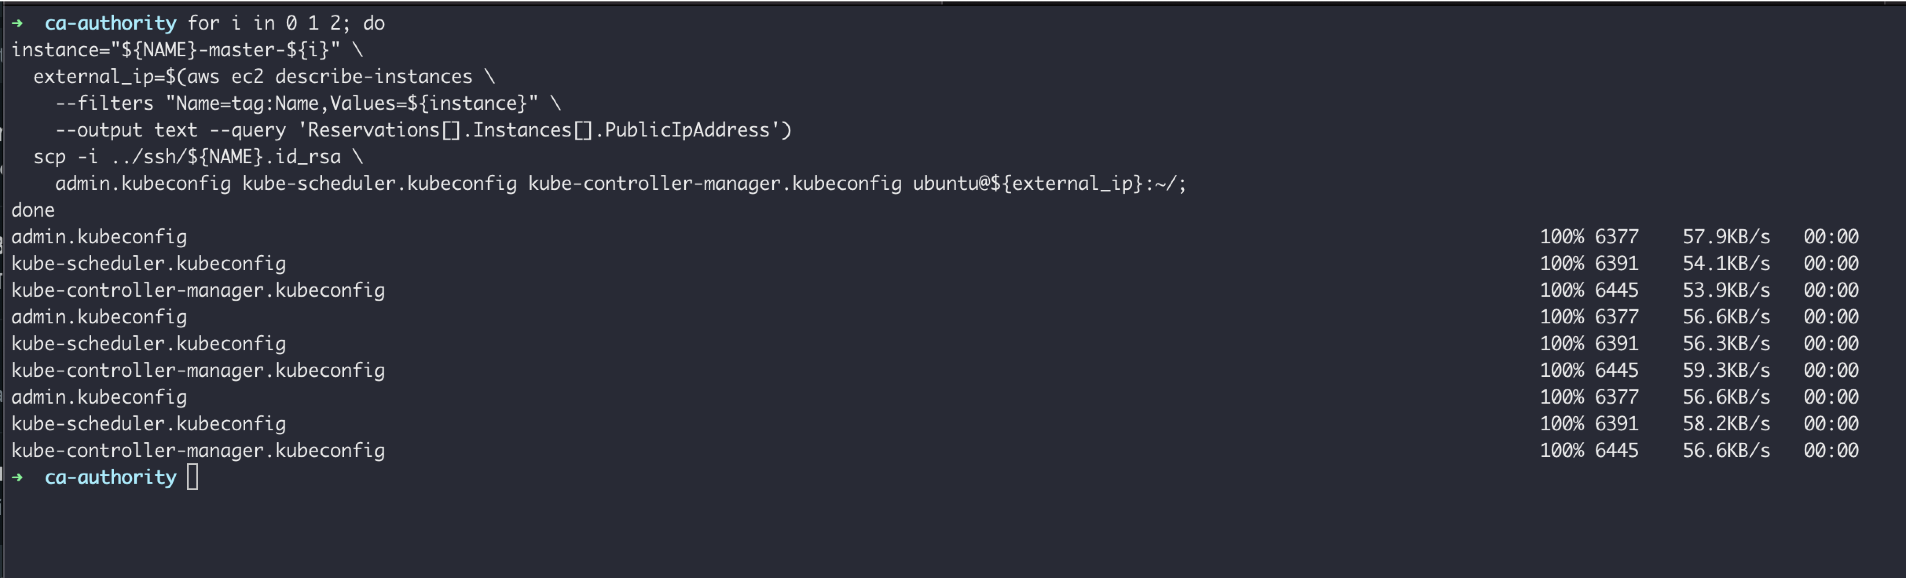 → ca-authority for i in 0 1 2; do
instance="${NAME}-master-${i}" \
  external_ip=$(aws ec2 describe-instances \
    --filters "Name=tag:Name,Values=${instance}" \
    --output text --query 'Reservations[].Instances[].PublicIpAddress')
  scp -i ../ssh/${NAME}.id_rsa \
    admin.kubeconfig kube-scheduler.kubeconfig kube-controller-manager.kubeconfig ubuntu@${external_ip}:~/;
done
admin.kubeconfig 100% 6377 57.9KB/s 00:00
kube-scheduler.kubeconfig 100% 6391 54.1KB/s 00:00
kube-controller-manager.kubeconfig 100% 6445 53.9KB/s 00:00
admin.kubeconfig 100% 6377 56.6KB/s 00:00
kube-scheduler.kubeconfig 100% 6391 56.3KB/s 00:00
kube-controller-manager.kubeconfig 100% 6445 59.3KB/s 00:00
admin.kubeconfig 100% 6377 56.6KB/s 00:00
kube-scheduler.kubeconfig 100% 6391 58.2KB/s 00:00
kube-controller-manager.kubeconfig 100% 6445 56.6KB/s 00:00
→ ca-authority